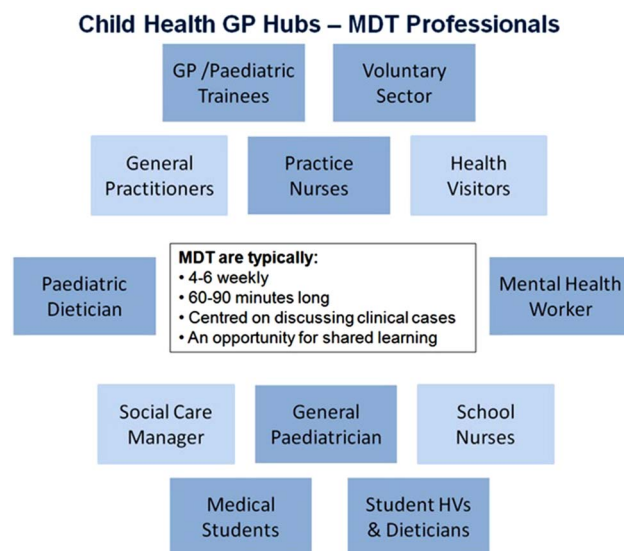 Child Health GP Hubs – MDT Professionals
GP /Paediatric
Trainees
Voluntary
Sector
General
Practitioners
Practice
Nurses
Health
Visitors
Paediatric
Dietician
MDT are typically:
• 4-6 weekly
• 60-90 minutes long
• Centred on discussing clinical cases
• An opportunity for shared learning
Mental Health
Worker
Social Care
Manager
General
Paediatrician
School
Nurses
Medical
Students
Student HVs
& Dieticians